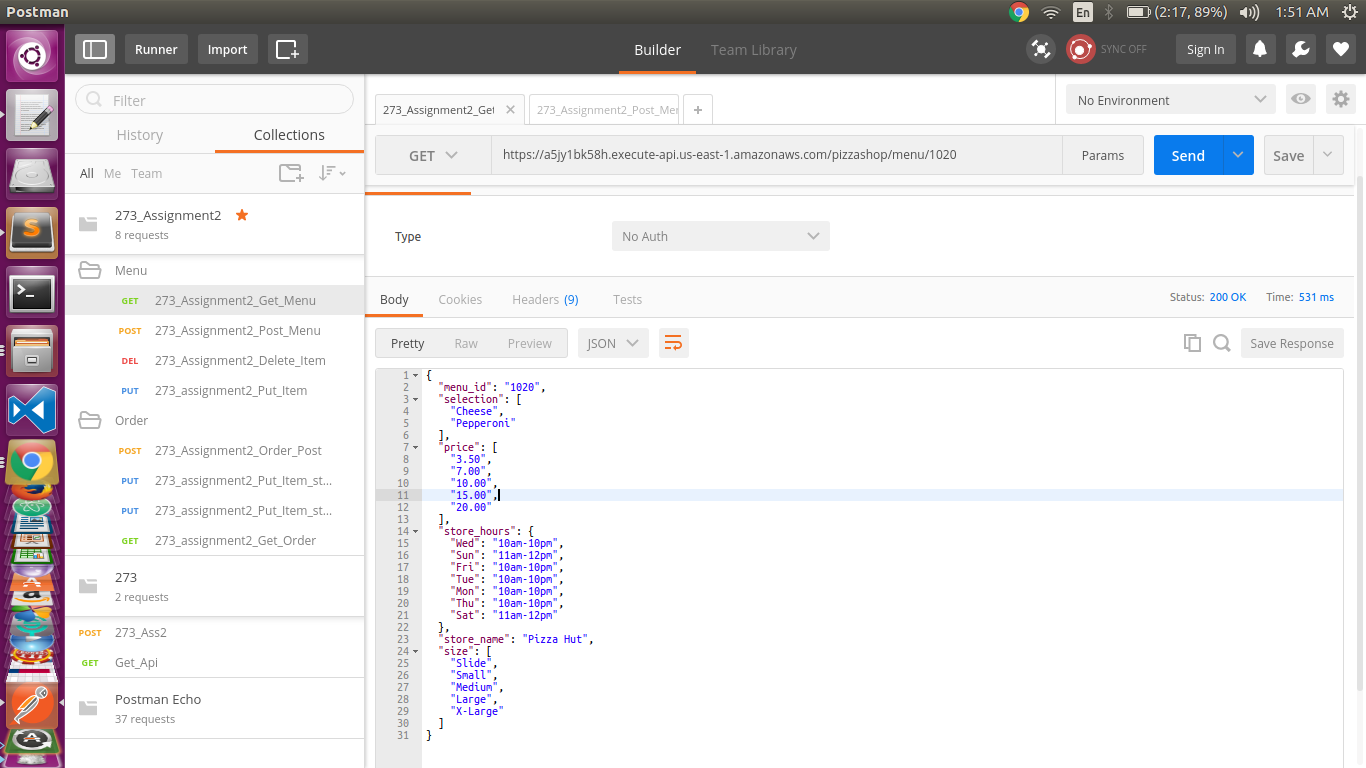 Postman
En
(2:17, 89%)
1:51 AM
Runner
Import
Builder
Team Library
SYNC OFF
Sign In
Filter
History
Collections
All
Me
Team
273_Assignment2
8 requests
Menu
GET 273_Assignment2_Get_Menu
POST 273_Assignment2_Post_Menu
DEL 273_Assignment2_Delete_Item
PUT 273_assignment2_Put_Item
Order
POST 273_Assignment2_Order_Post
PUT 273_assignment2_Put_Item_st...
PUT 273_assignment2_Put_Item_st...
GET 273_assignment2_Get_Order
273
2 requests
POST 273_Ass2
GET Get_Api
Postman Echo
37 requests
273_Assignment2_Get
273_Assignment2_Post_Mer
No Environment
GET
https://a5jy1bk58h.execute-api.us-east-1.amazonaws.com/pizzashop/menu/1020
Params
Send
Save
Type
No Auth
Body
Cookies
Headers (9)
Tests
Status: 200 OK
Time: 531 ms
Pretty
Raw
Preview
JSON
Save Response
1 {
2 "menu_id": "1020",
3 "selection": [
4 "Cheese",
5 "Pepperoni"
6 ],
7 "price": [
8 "3.50",
9 "7.00",
10 "10.00",
11 "15.00",
12 "20.00"
13 ],
14 "store_hours": {
15 "Wed": "10am-10pm",
16 "Sun": "11am-12pm",
17 "Fri": "10am-10pm",
18 "Tue": "10am-10pm",
19 "Mon": "10am-10pm",
20 "Thu": "10am-10pm",
21 "Sat": "11am-12pm"
22 },
23 "store_name": "Pizza Hut",
24 "size": [
25 "Slide",
26 "Small",
27 "Medium",
28 "Large",
29 "X-Large"
30 ]
31 }